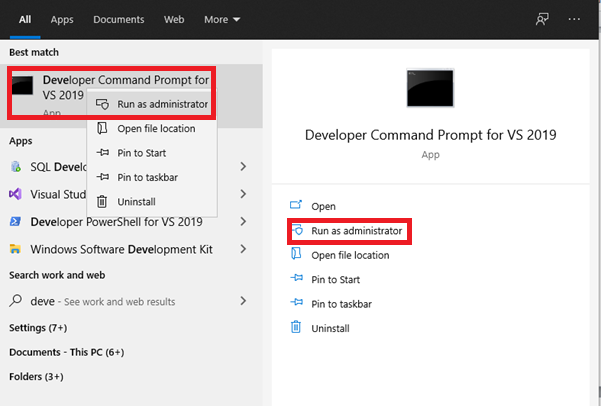 All Apps Documents Web More
Best match
Developer Command Prompt for
VS 2019
App
Run as administrator
Open file location
Pin to Start
Pin to taskbar
Uninstall
Apps
SQL Deve
Visual Stud
Developer PowerShell for VS 2019
Windows Software Development Kit
Search work and web
deve - See work and web results
Settings (7+)
Documents - This PC (6+)
Folders (3+)
Developer Command Prompt for VS 2019
App
Open
Run as administrator
Open file location
Pin to Start
Pin to taskbar
Uninstall